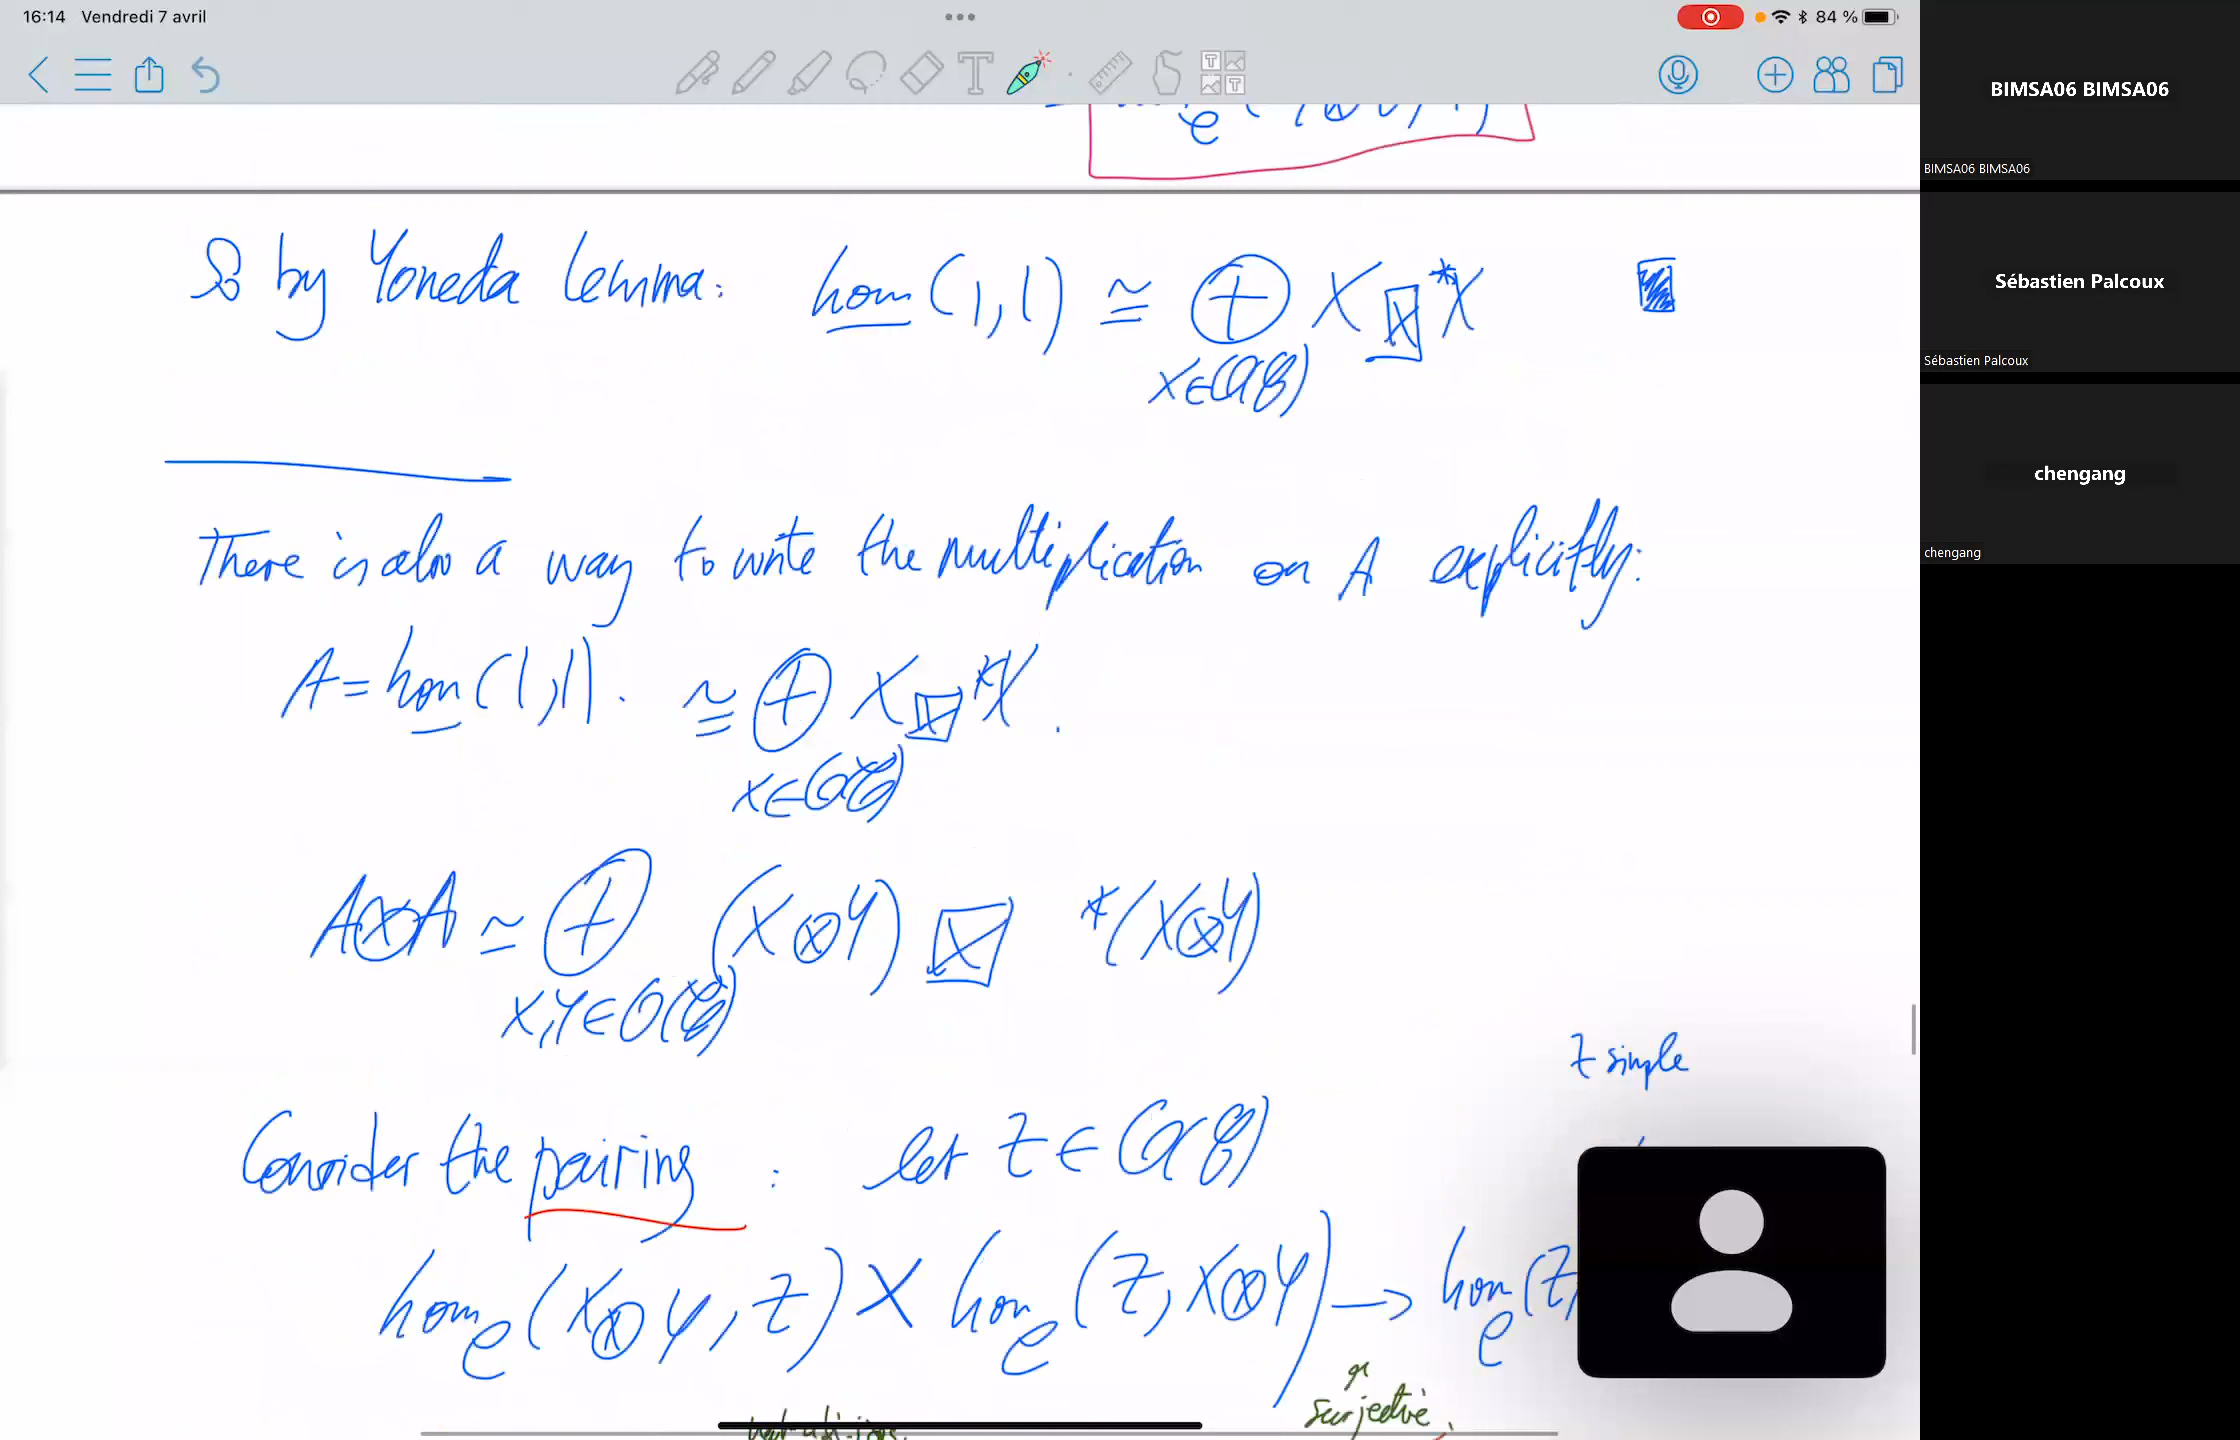 16:14 Vendredi 7 avril
84 %
e
So by Yoneda Lemma: hom(1,1) ≅ ⊕ X ⊠ *X
X∈O(C)
There is also a way to write the multiplication on A explicitly:
A = hom(1,1). ≅ ⊕ X ⊠ *X.
X∈O(C)
A⊗A ≃ ⊕ (X⊗Y) ⊠ *(X⊗Y)
X,Y∈O(C)
Z simple
Consider the pairing : let Z ∈ O(C)
hom_C(X⊗Y, Z) × hom_C(Z, X⊗Y) → hom_C(Z,
surjective
BIMSA06 BIMSA06
BIMSA06 BIMSA06
Sébastien Palcoux
Sébastien Palcoux
chengang
chengang